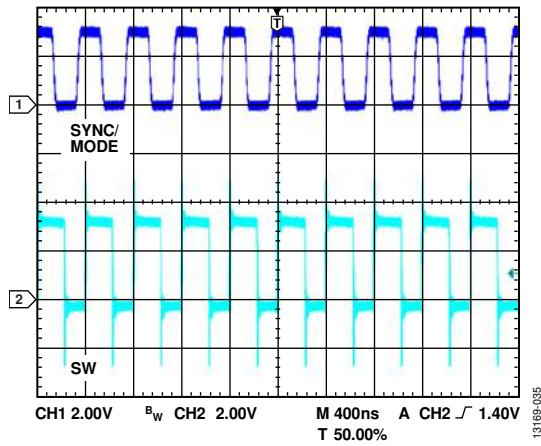 T
1
SYNC/
MODE
2
SW
CH1 2.00V BW CH2 2.00V M 400ns A CH2 1.40V
T 50.00%
13169-035